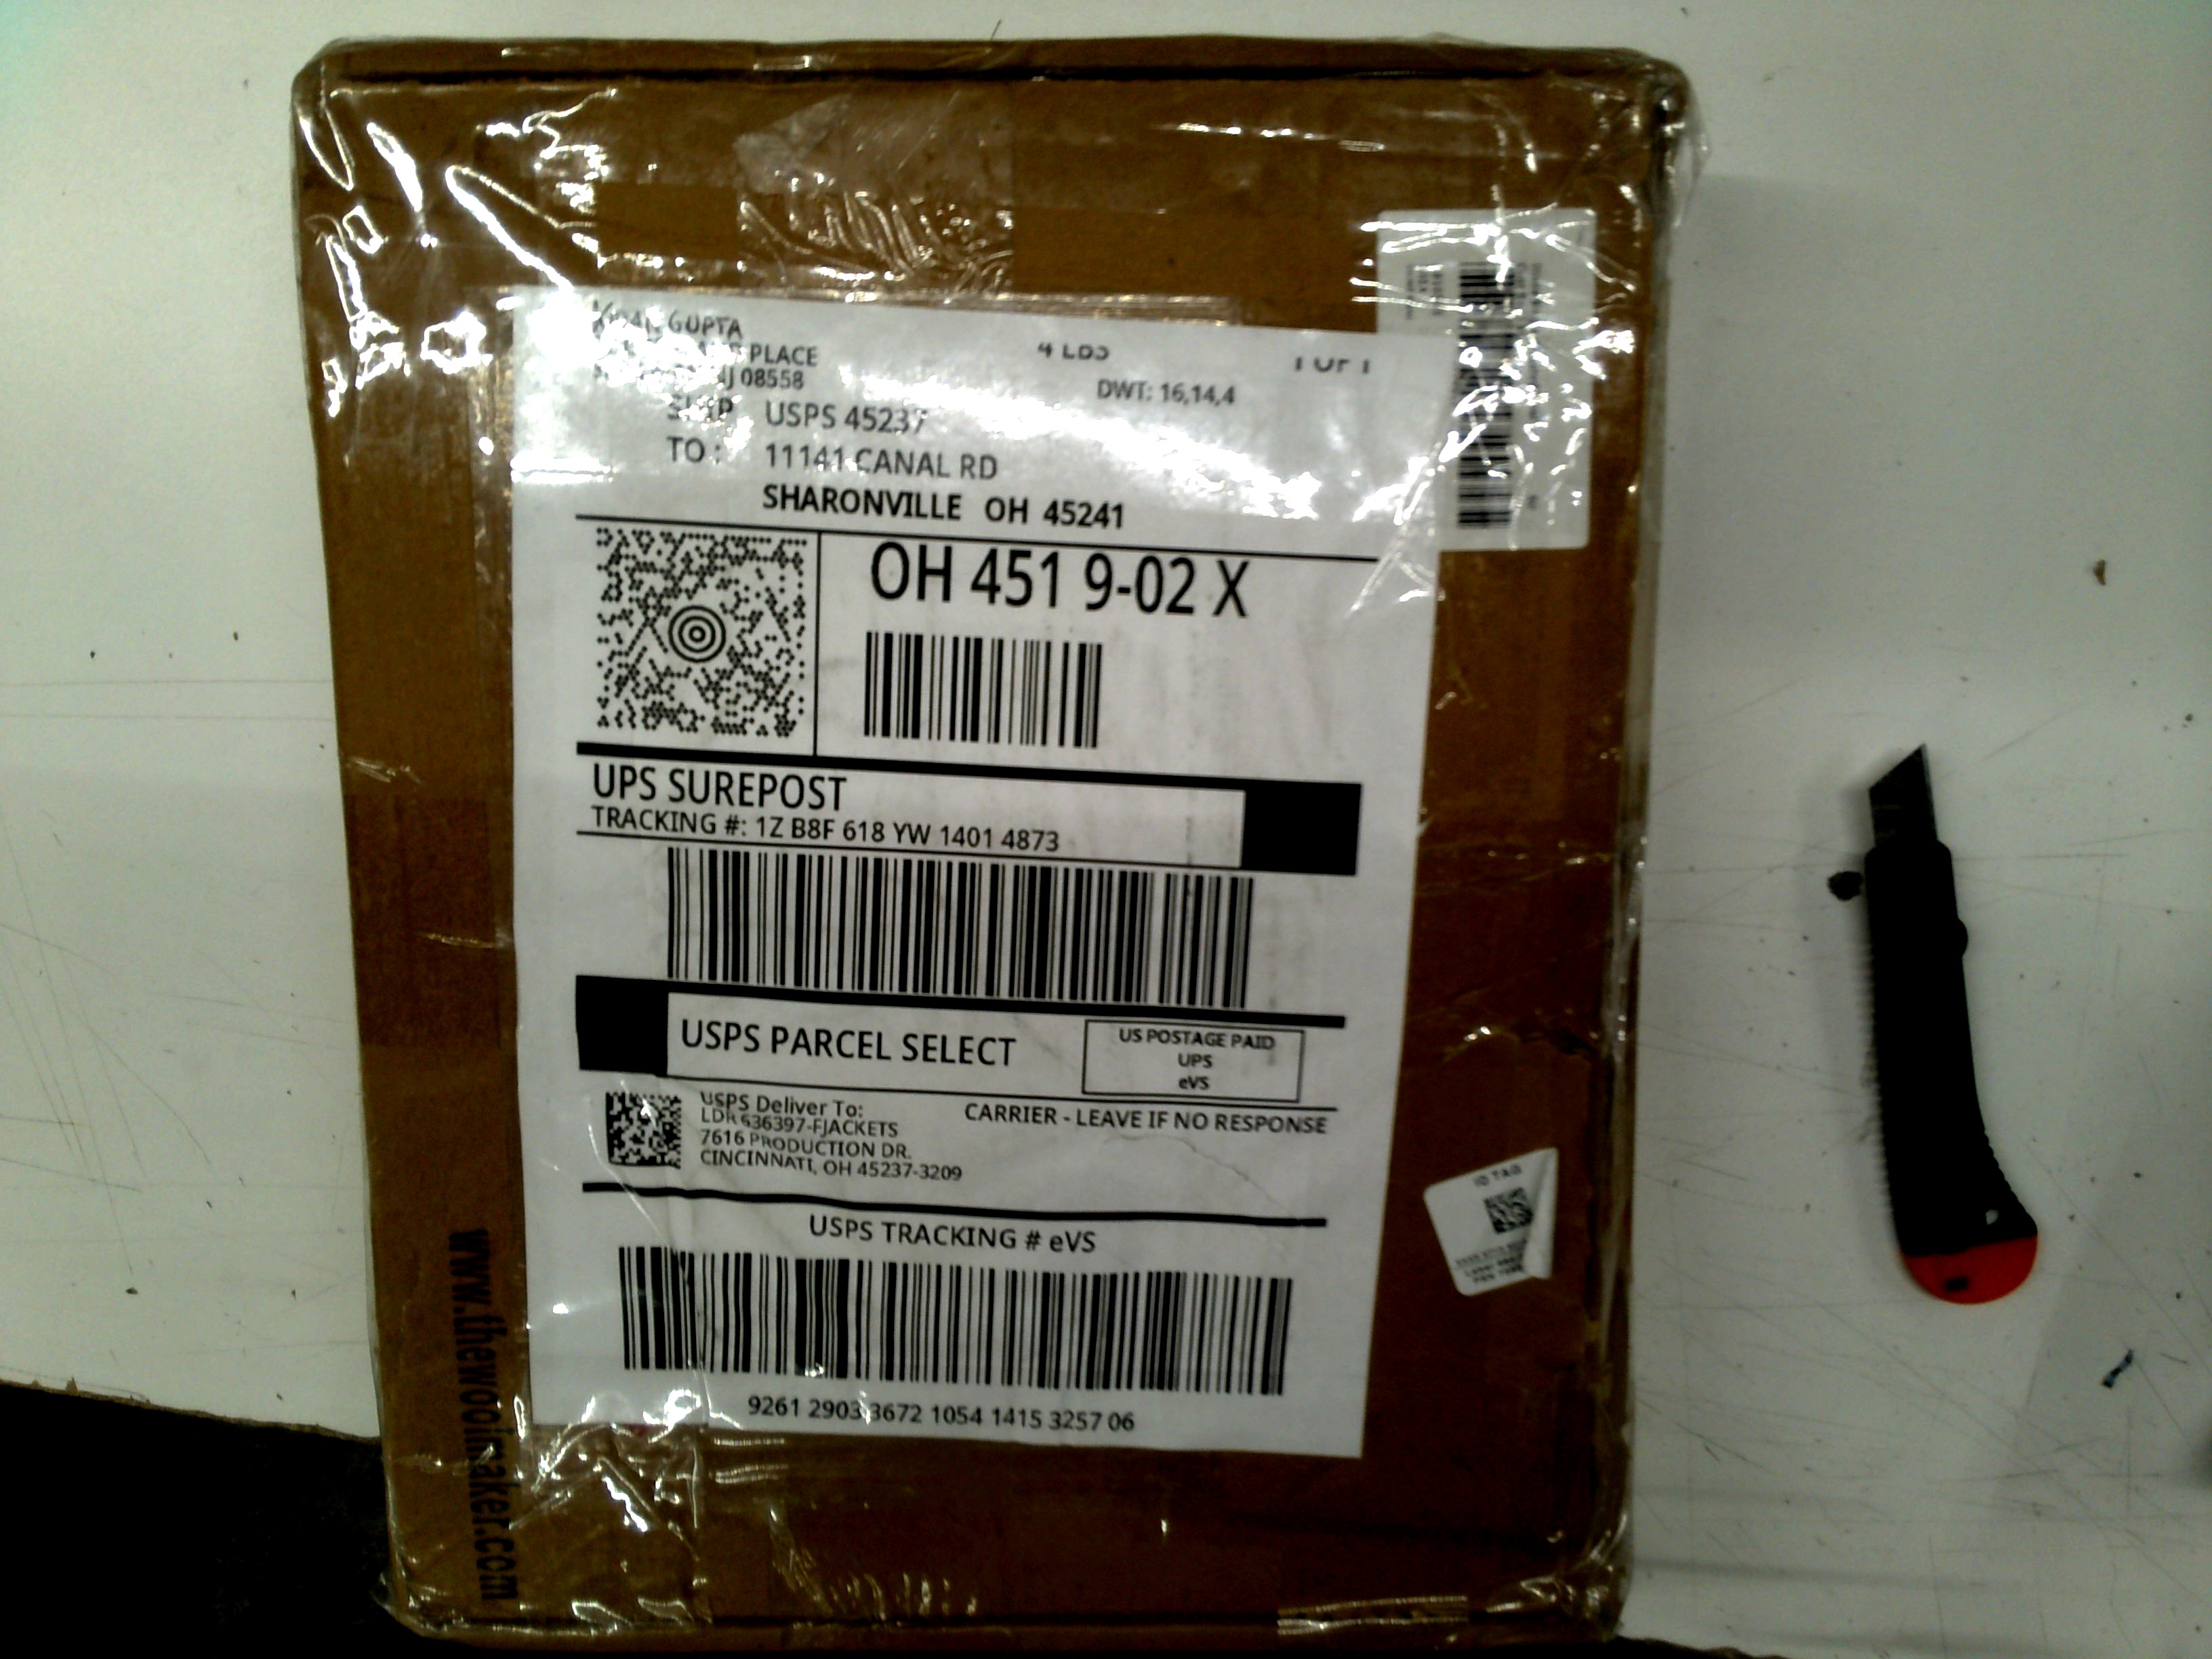 GUPTA
PLACE
NJ 08558
4 LBS
1 OF 1
DWT: 16,14,4
SHIP USPS 45237
TO: 11141 CANAL RD
SHARONVILLE OH 45241
OH 451 9-02 X
UPS SUREPOST
TRACKING #: 1Z B8F 618 YW 1401 4873
USPS PARCEL SELECT
US POSTAGE PAID
UPS
eVS
USPS Deliver To:
LDR 636397-FJACKETS
7616 PRODUCTION DR.
CINCINNATI, OH 45237-3209
CARRIER - LEAVE IF NO RESPONSE
USPS TRACKING # eVS
9261 2903 3672 1054 1415 3257 06
ID TAG
www.thewoolmaker.com